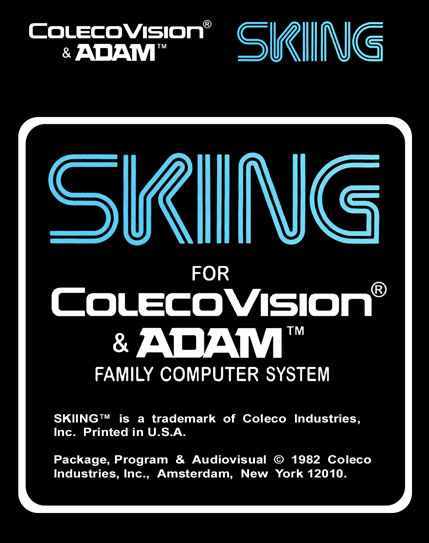 COLECOVISION®
& ADAM™
SKIING
SKIING
FOR
COLECOVISION®
& ADAM™
FAMILY COMPUTER SYSTEM
SKIING™ is a trademark of Coleco Industries,
Inc. Printed in U.S.A.
Package, Program & Audiovisual © 1982 Coleco
Industries, Inc., Amsterdam, New York 12010.